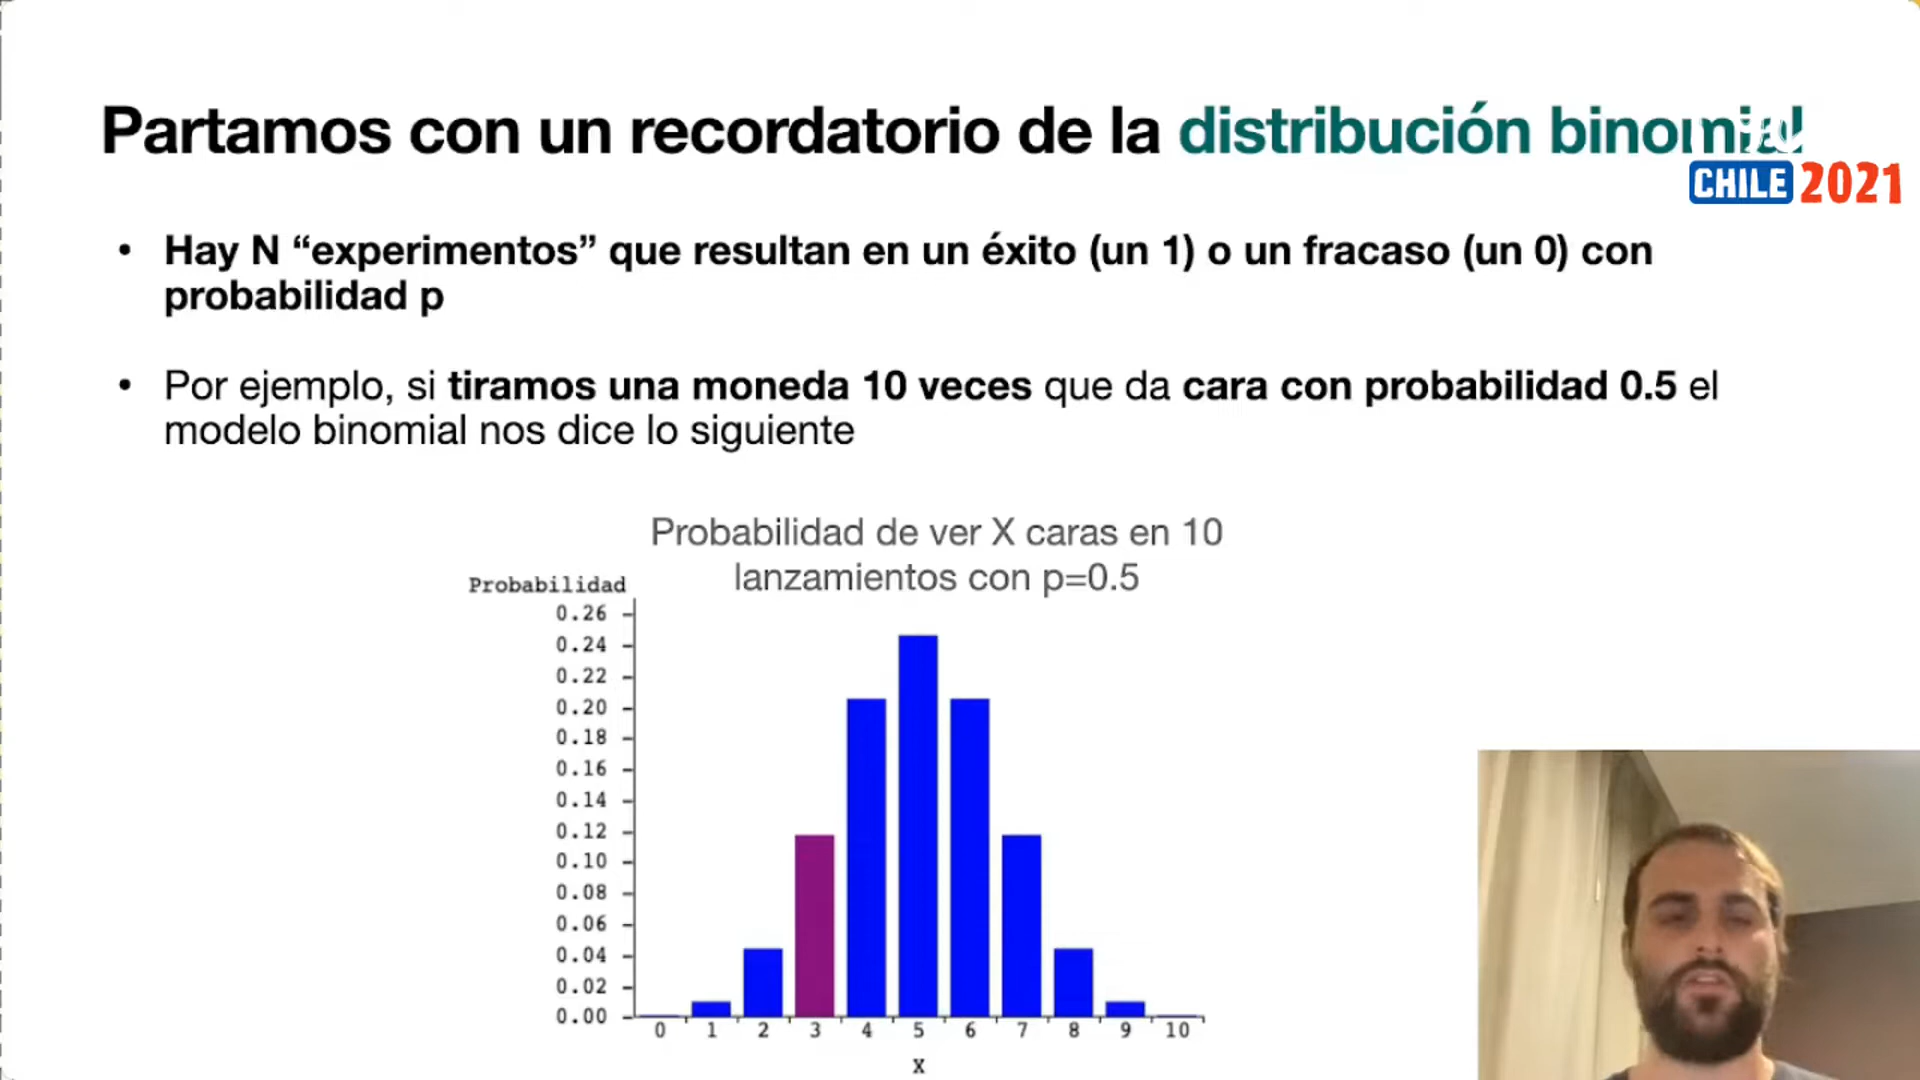 Partamos con un recordatorio de la distribución binomial
CHILE 2021
• Hay N “experimentos” que resultan en un éxito (un 1) o un fracaso (un 0) con
probabilidad p
• Por ejemplo, si tiramos una moneda 10 veces que da cara con probabilidad 0.5 el
modelo binomial nos dice lo siguiente
Probabilidad de ver X caras en 10
lanzamientos con p=0.5
Probabilidad
0.26
0.24
0.22
0.20
0.18
0.16
0.14
0.12
0.10
0.08
0.06
0.04
0.02
0.00
0 1 2 3 4 5 6 7 8 9 10
X